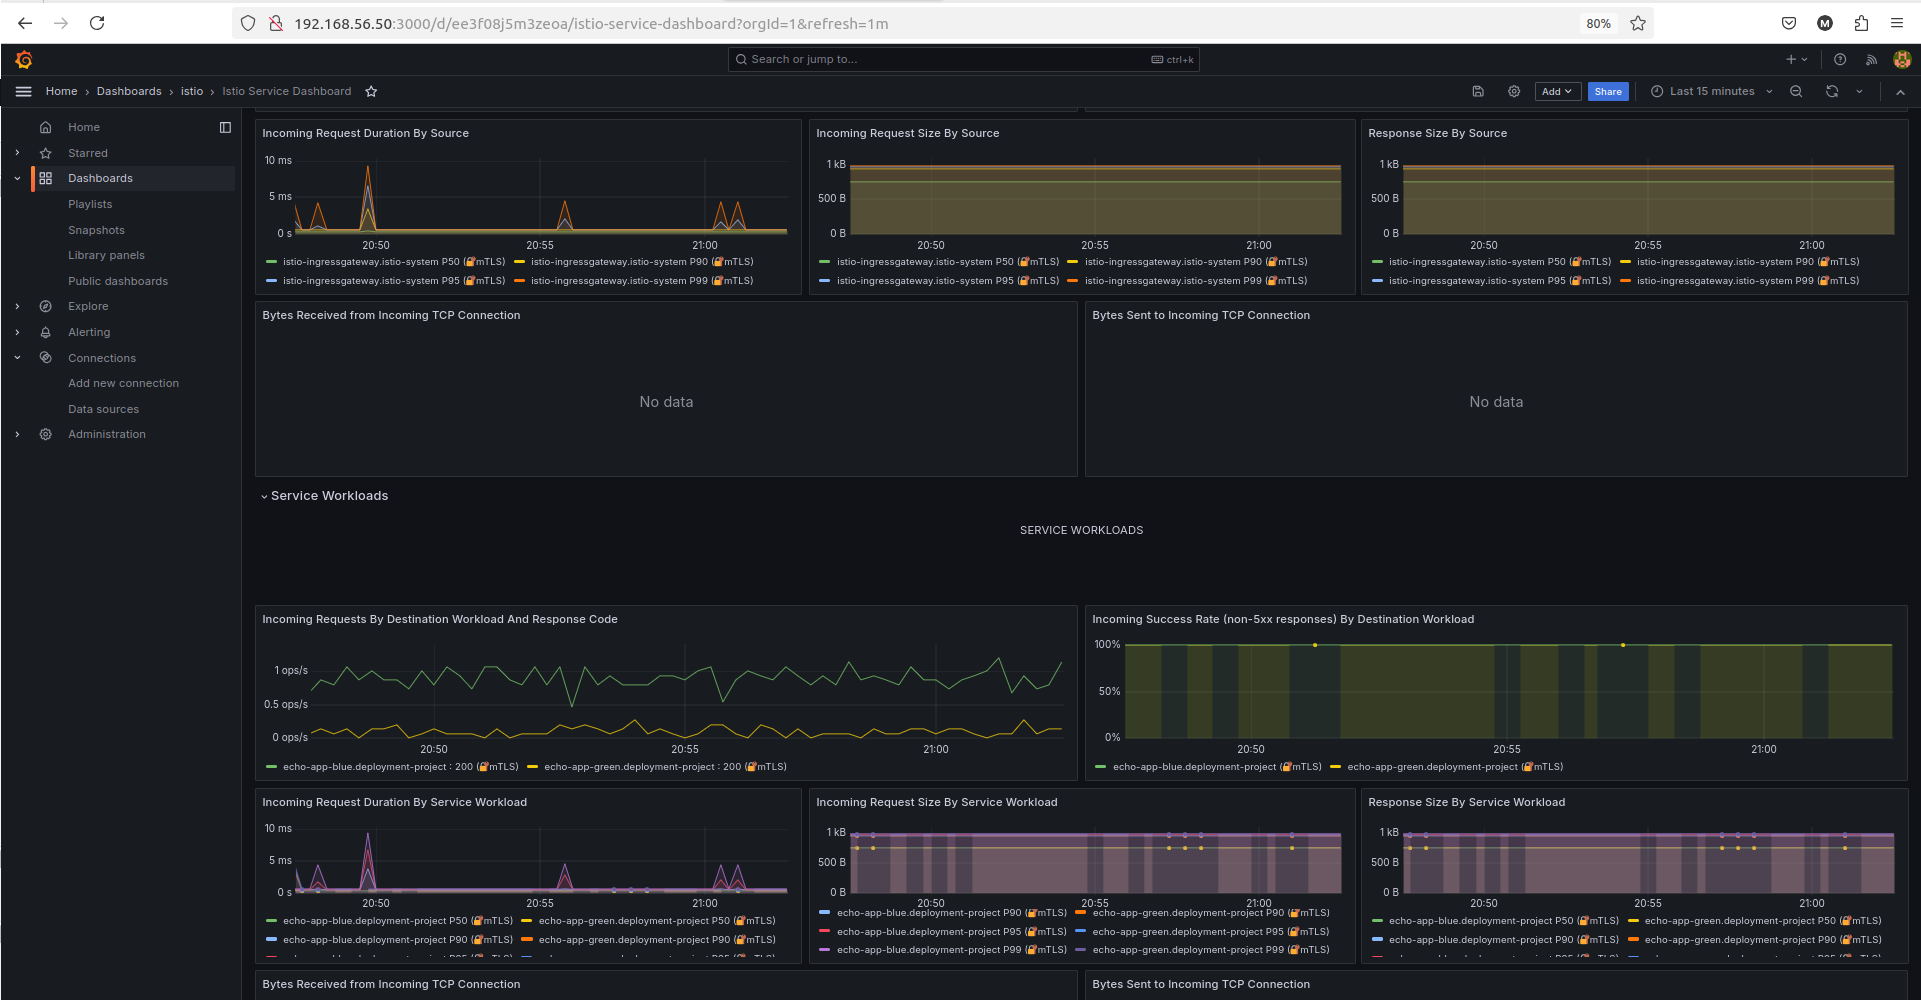 192.168.56.50:3000/d/ee3f08j5m3zeoa/istio-service-dashboard?orgId=1&refresh=1m
80%
M
Search or jump to...
ctrl+k
Home › Dashboards › istio › Istio Service Dashboard
Add
Share
Last 15 minutes
Home
Starred
Dashboards
Playlists
Snapshots
Library panels
Public dashboards
Explore
Alerting
Connections
Add new connection
Data sources
Administration
Incoming Request Duration By Source
10 ms
5 ms
0 s
20:50 20:55 21:00
istio-ingressgateway.istio-system P50 (🔐mTLS) istio-ingressgateway.istio-system P90 (🔐mTLS)
istio-ingressgateway.istio-system P95 (🔐mTLS) istio-ingressgateway.istio-system P99 (🔐mTLS)
Incoming Request Size By Source
1 kB
500 B
0 B
20:50 20:55 21:00
istio-ingressgateway.istio-system P50 (🔐mTLS) istio-ingressgateway.istio-system P90 (🔐mTLS)
istio-ingressgateway.istio-system P95 (🔐mTLS) istio-ingressgateway.istio-system P99 (🔐mTLS)
Response Size By Source
1 kB
500 B
0 B
20:50 20:55 21:00
istio-ingressgateway.istio-system P50 (🔐mTLS) istio-ingressgateway.istio-system P90 (🔐mTLS)
istio-ingressgateway.istio-system P95 (🔐mTLS) istio-ingressgateway.istio-system P99 (🔐mTLS)
Bytes Received from Incoming TCP Connection
No data
Bytes Sent to Incoming TCP Connection
No data
Service Workloads
SERVICE WORKLOADS
Incoming Requests By Destination Workload And Response Code
1 ops/s
0.5 ops/s
0 ops/s
20:50 20:55 21:00
echo-app-blue.deployment-project : 200 (🔐mTLS) echo-app-green.deployment-project : 200 (🔐mTLS)
Incoming Success Rate (non-5xx responses) By Destination Workload
100%
50%
0%
20:50 20:55 21:00
echo-app-blue.deployment-project (🔐mTLS) echo-app-green.deployment-project (🔐mTLS)
Incoming Request Duration By Service Workload
10 ms
5 ms
0 s
20:50 20:55 21:00
echo-app-blue.deployment-project P50 (🔐mTLS) echo-app-green.deployment-project P50 (🔐mTLS)
echo-app-blue.deployment-project P90 (🔐mTLS) echo-app-green.deployment-project P90 (🔐mTLS)
Incoming Request Size By Service Workload
1 kB
500 B
0 B
20:50 20:55 21:00
echo-app-blue.deployment-project P90 (🔐mTLS) echo-app-green.deployment-project P90 (🔐mTLS)
echo-app-blue.deployment-project P95 (🔐mTLS) echo-app-green.deployment-project P95 (🔐mTLS)
echo-app-blue.deployment-project P99 (🔐mTLS) echo-app-green.deployment-project P99 (🔐mTLS)
Response Size By Service Workload
1 kB
500 B
0 B
20:50 20:55 21:00
echo-app-blue.deployment-project P50 (🔐mTLS) echo-app-green.deployment-project P50 (🔐mTLS)
echo-app-blue.deployment-project P90 (🔐mTLS) echo-app-green.deployment-project P90 (🔐mTLS)
Bytes Received from Incoming TCP Connection
Bytes Sent to Incoming TCP Connection